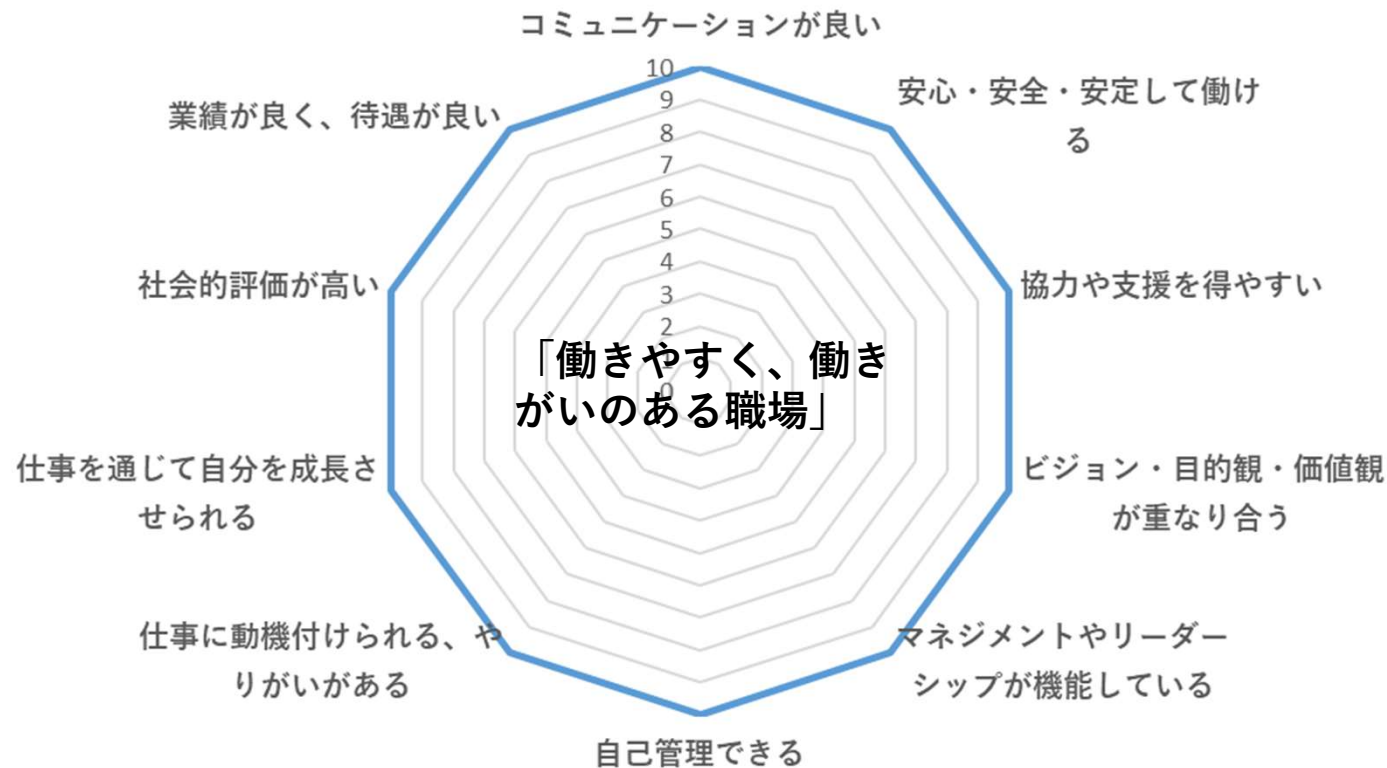 コミュニケーションが良い
安心・安全・安定して働け
る
協力や支援を得やすい
ビジョン・目的観・価値観
が重なり合う
マネジメントやリーダー
シップが機能している
自己管理できる
仕事に動機付けられる、や
りがいがある
仕事を通じて自分を成長さ
せられる
社会的評価が高い
業績が良く、待遇が良い
10
9
8
7
6
5
4
3
2
1
0
「働きやすく、働き
がいのある職場」